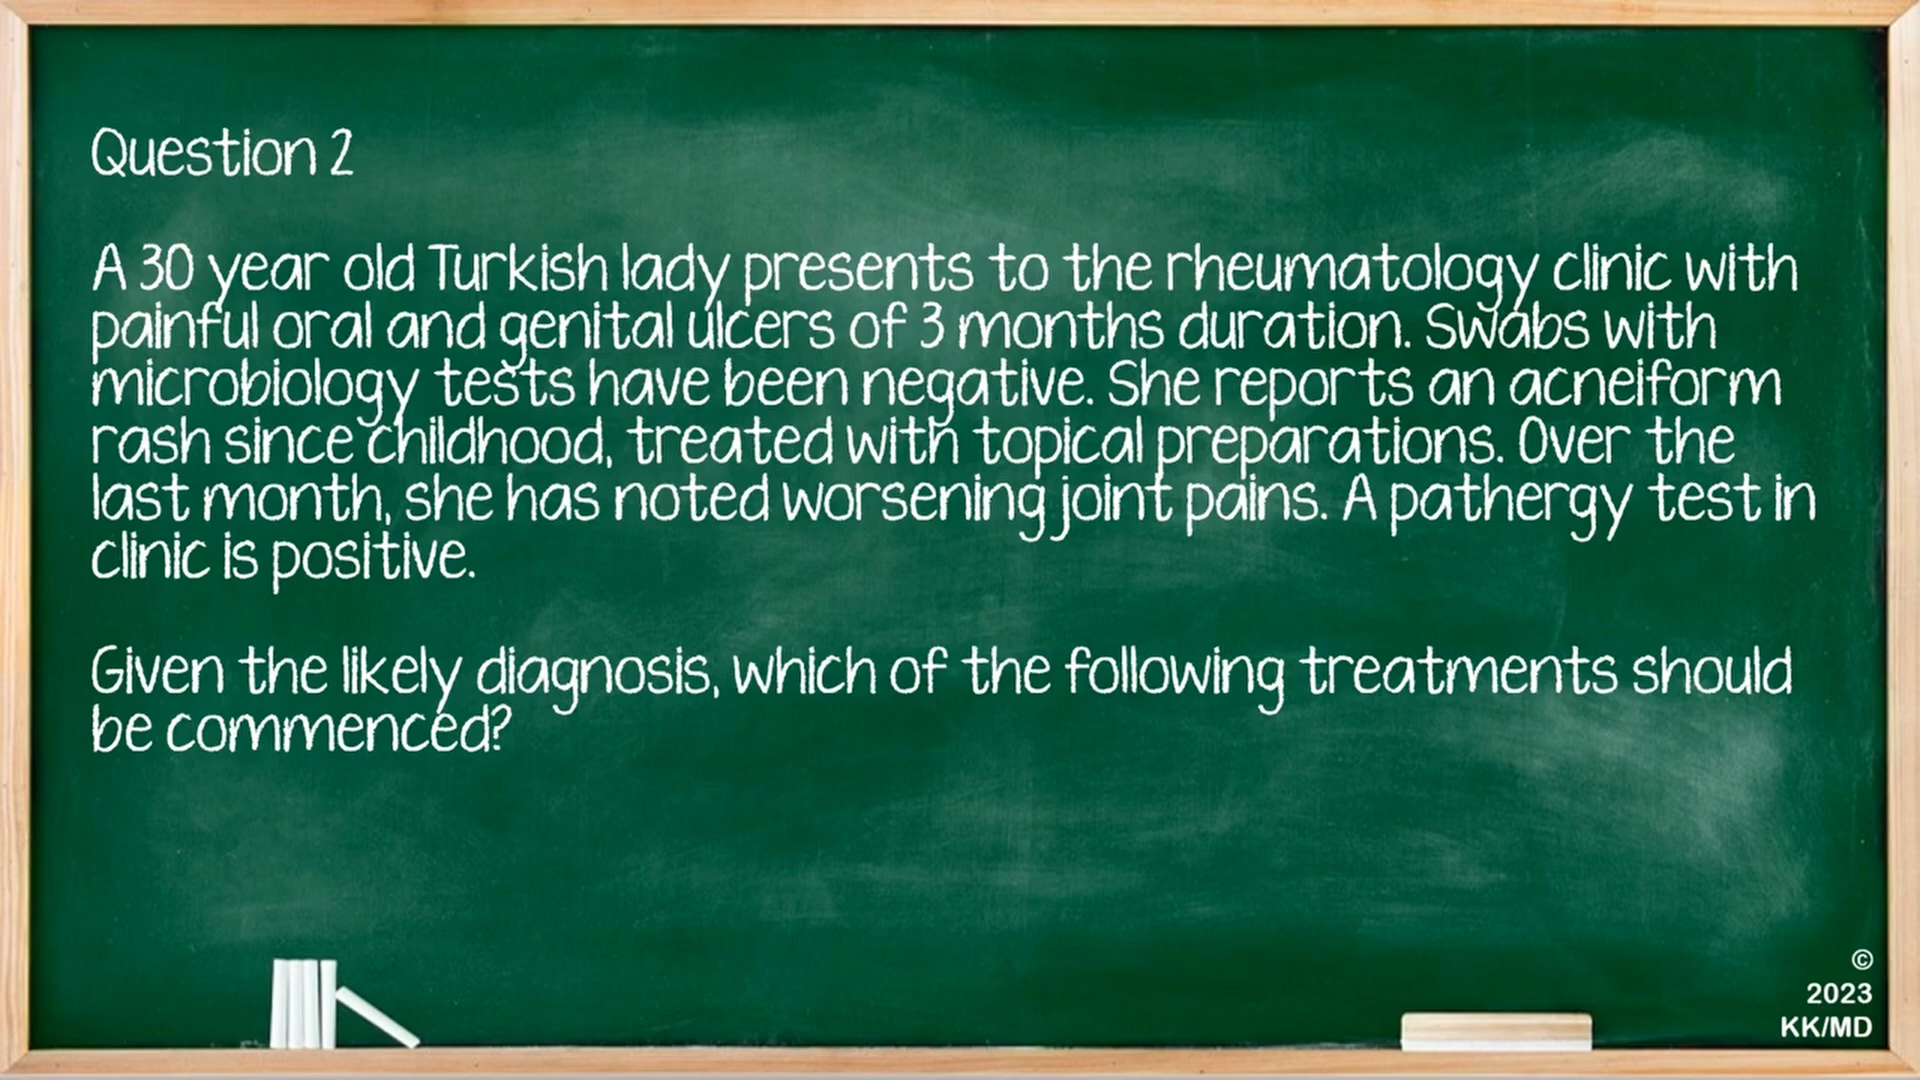 Question 2
A 30 year old Turkish lady presents to the rheumatology clinic with
painful oral and genital ulcers of 3 months duration. Swabs with
microbiology tests have been negative. She reports an acneiform
rash since childhood, treated with topical preparations. Over the
last month, she has noted worsening joint pains. A pathergy test in
clinic is positive.
Given the likely diagnosis, which of the following treatments should
be commenced?
©
2023
KK/MD